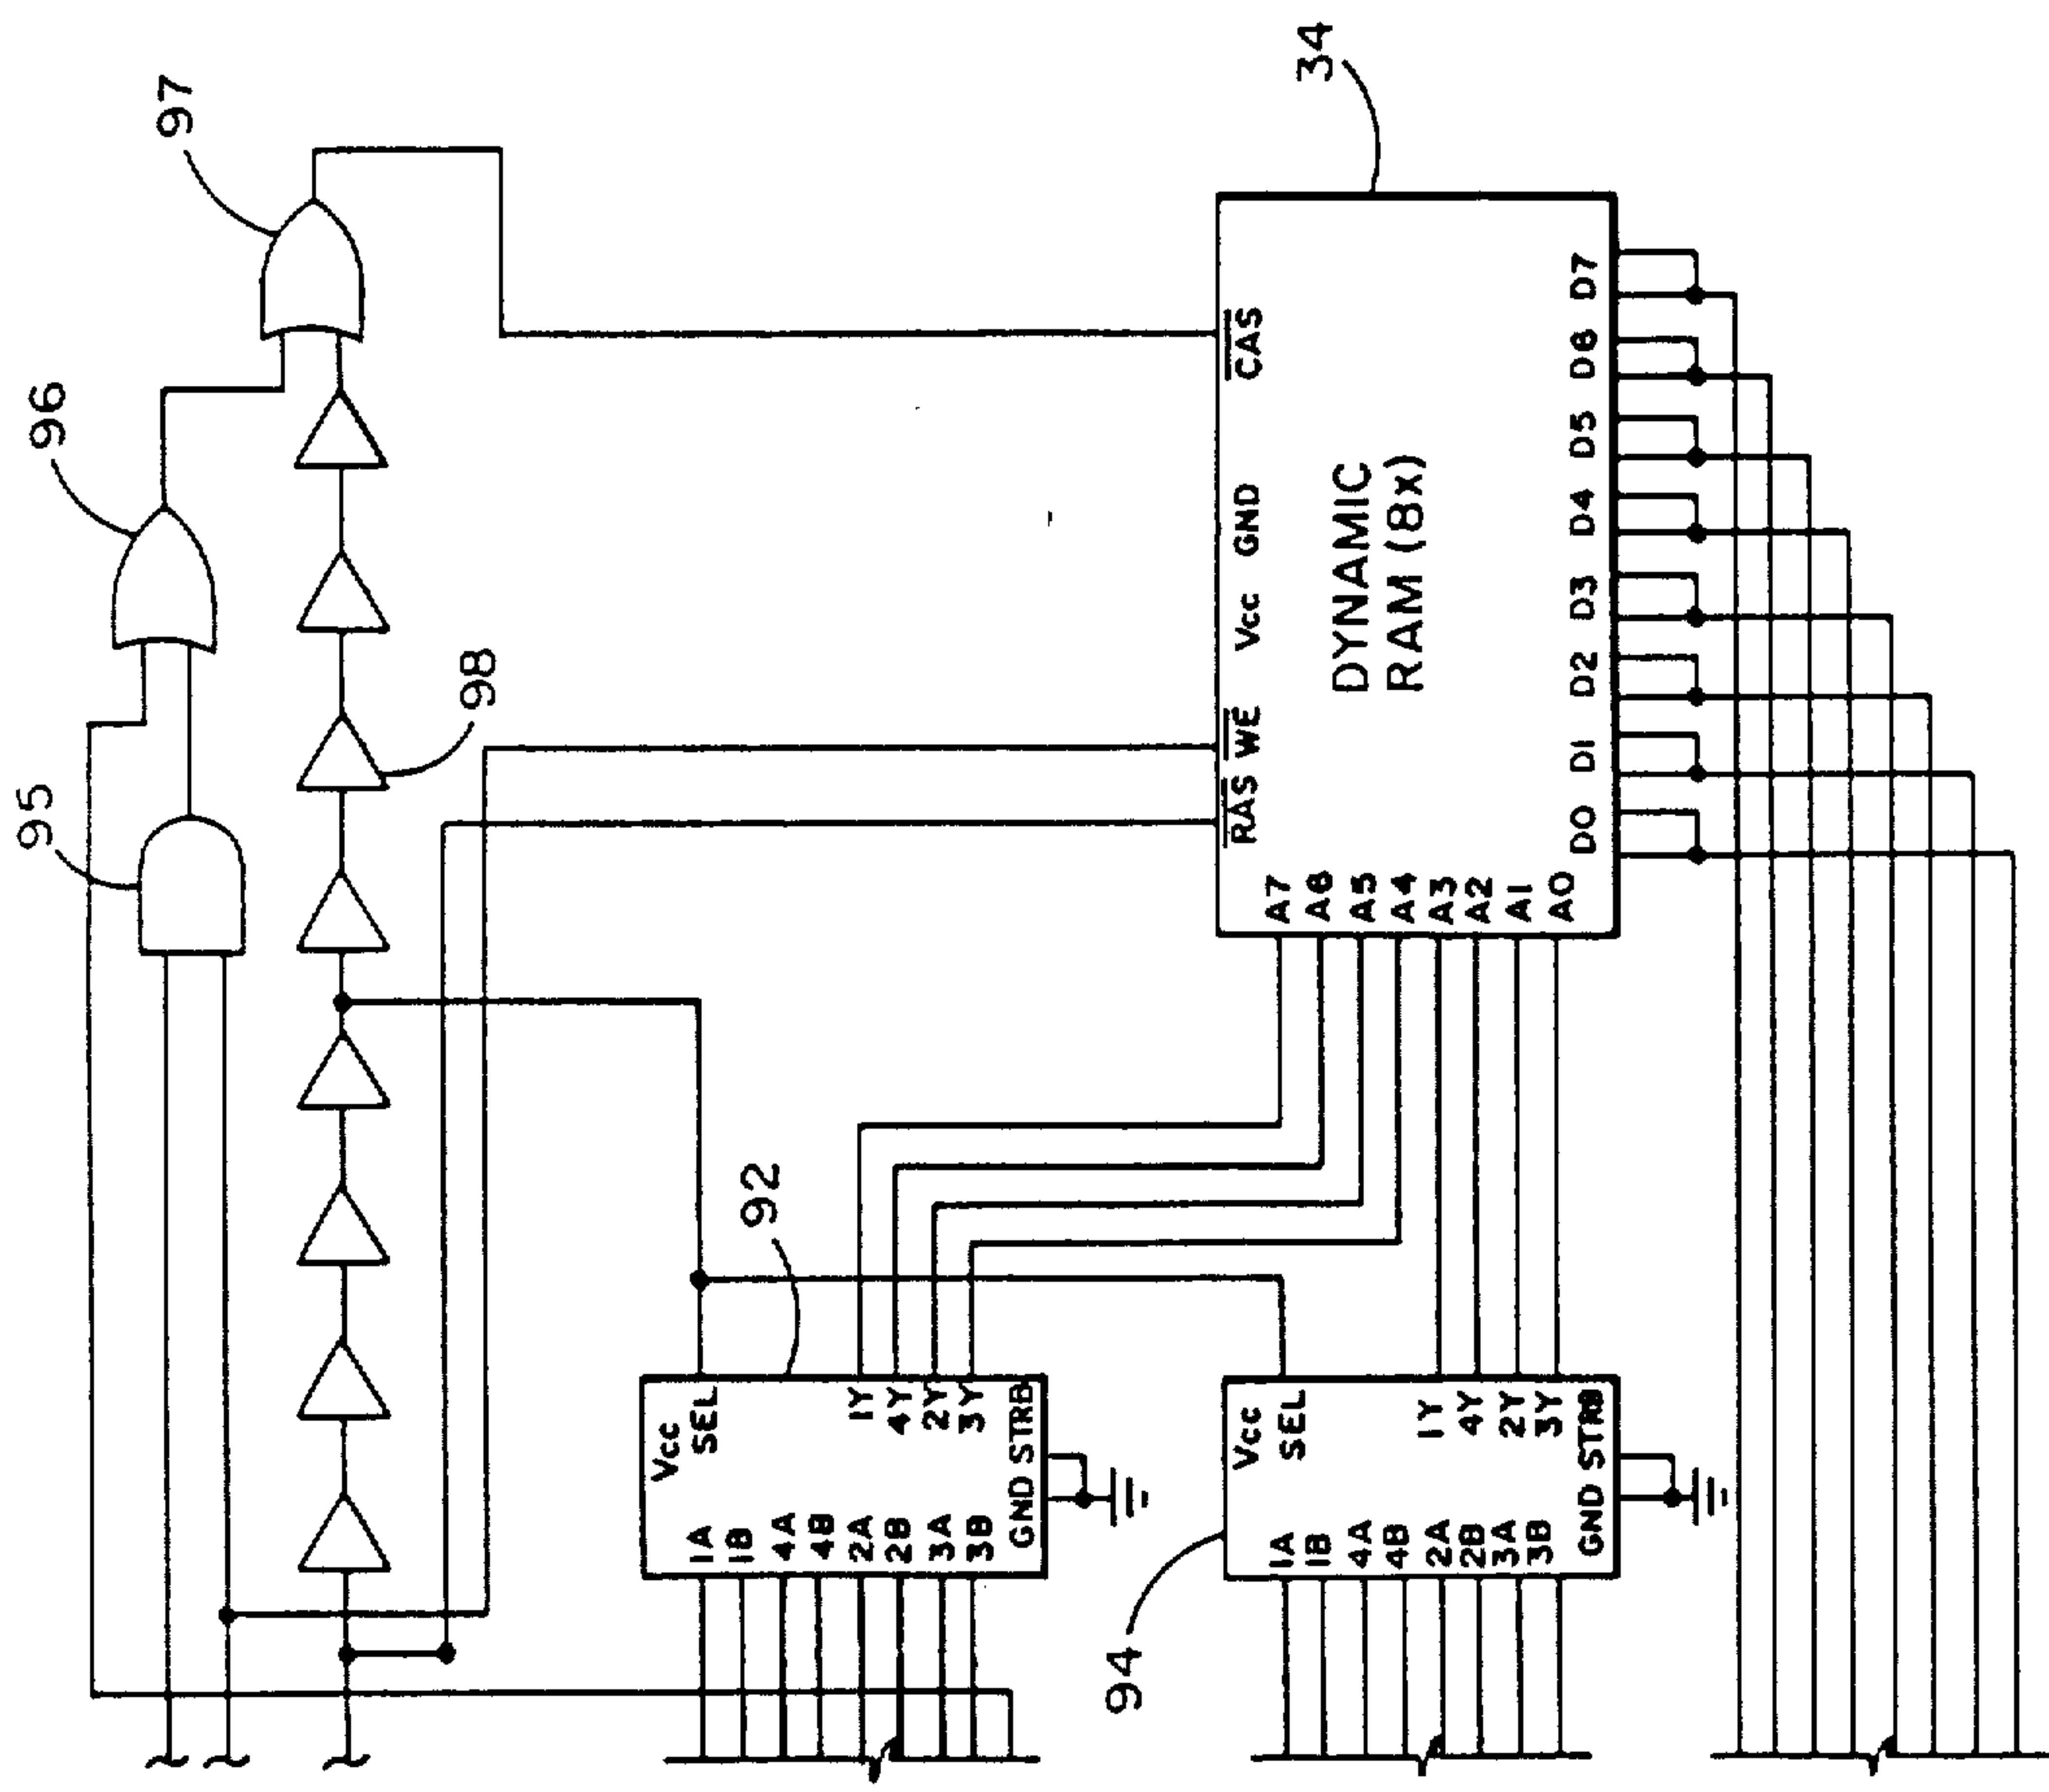 95
96
97
98
92
Vcc
SEL
1A
1B
4A
4B
2A
2B
3A
3B
1Y
4Y
2Y
3Y
GND STRB
94
Vcc
SEL
1A
1B
4A
4B
2A
2B
3A
3B
1Y
4Y
2Y
3Y
GND STRB
34
RAS WE Vcc GND CAS
A7
A6
A5
A4
A3
A2
A1
A0
DYNAMIC
RAM (8x)
D0 D1 D2 D3 D4 D5 D6 D7